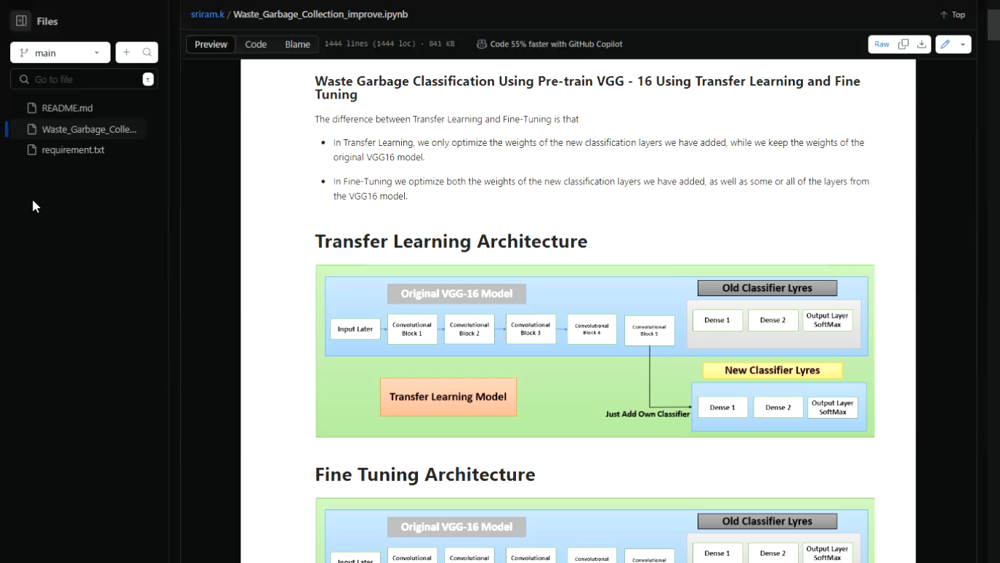 Files
main
Go to file
t
README.md
Waste_Garbage_Colle...
requirement.txt
sriram.k / Waste_Garbage_Collection_improve.ipynb
Top
Preview
Code
Blame
1444 lines (1444 loc) · 841 KB
Code 55% faster with GitHub Copilot
Raw
Waste Garbage Classification Using Pre-train VGG - 16 Using Transfer Learning and Fine
Tuning
The difference between Transfer Learning and Fine-Tuning is that
• In Transfer Learning, we only optimize the weights of the new classification layers we have added, while we keep the weights of the
original VGG16 model.
• In Fine-Tuning we optimize both the weights of the new classification layers we have added, as well as some or all of the layers from
the VGG16 model.
Transfer Learning Architecture
Original VGG-16 Model
Old Classifier Lyres
Input Later
Convolutional
Block 1
Convolutional
Block 2
Convolutional
Block 3
Convolutional
Block 4
Convolutional
Block 5
Dense 1
Dense 2
Output Layer
SoftMax
New Classifier Lyres
Transfer Learning Model
Just Add Own Classifier
Dense 1
Dense 2
Output Layer
SoftMax
Fine Tuning Architecture
Original VGG-16 Model
Old Classifier Lyres
Input Later
Convolutional
Convolutional
Convolutional
Convolutional
Convolutional
Dense 1
Dense 2
Output Layer
SoftMax